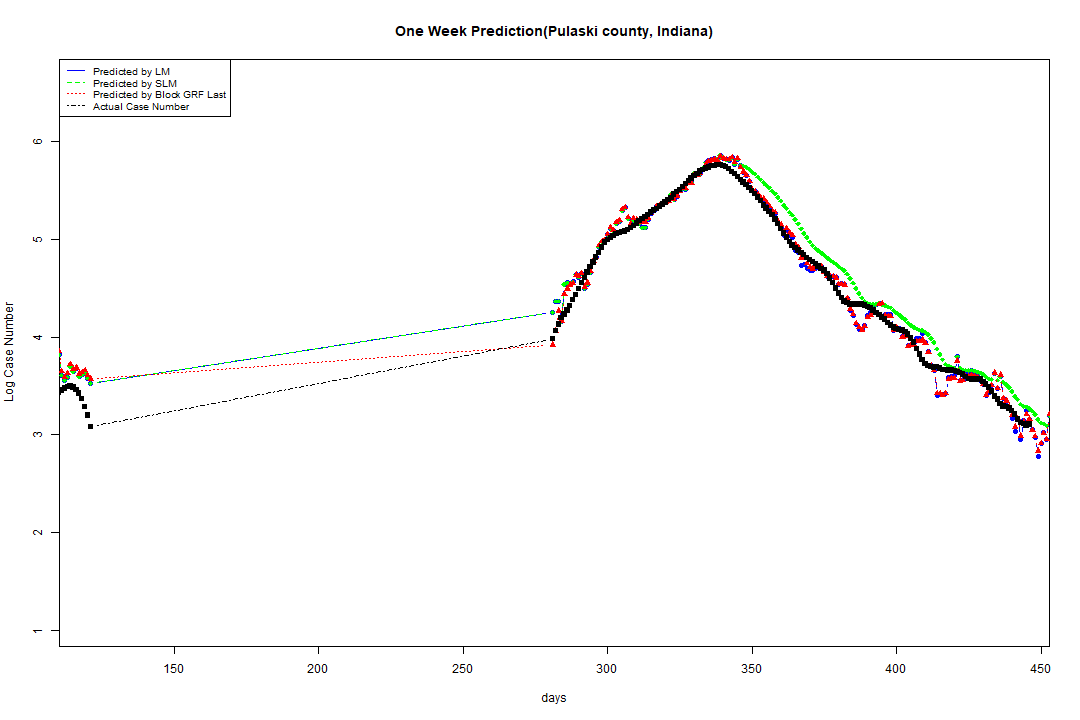 One Week Prediction(Pulaski county, Indiana)
Predicted by LM
Predicted by SLM
Predicted by Block GRF Last
Actual Case Number
Log Case Number
6
5
4
3
2
1
150 200 250 300 350 400 450
days